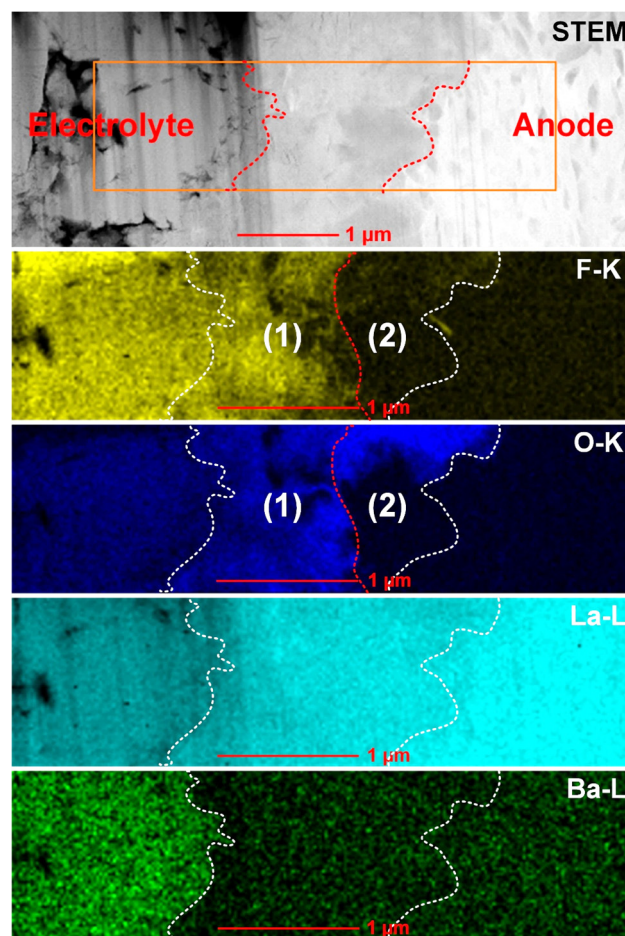 STEM
Electrolyte
Anode
1 µm
F-K
(1)
(2)
1 µm
O-K
(1)
(2)
1 µm
La-L
1 µm
Ba-L
1 µm